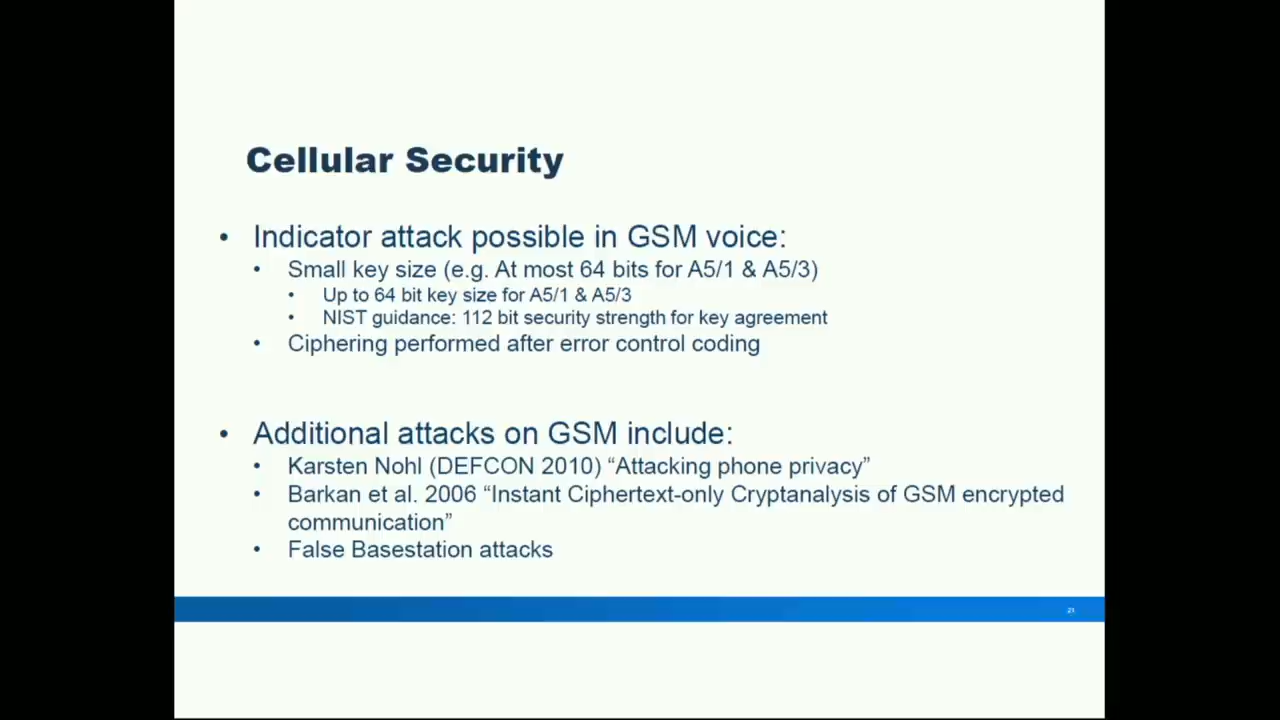 Cellular Security
• Indicator attack possible in GSM voice:
• Small key size (e.g. At most 64 bits for A5/1 & A5/3)
• Up to 64 bit key size for A5/1 & A5/3
• NIST guidance: 112 bit security strength for key agreement
• Ciphering performed after error control coding
• Additional attacks on GSM include:
• Karsten Nohl (DEFCON 2010) “Attacking phone privacy”
• Barkan et al. 2006 “Instant Ciphertext-only Cryptanalysis of GSM encrypted
communication”
• False Basestation attacks
21